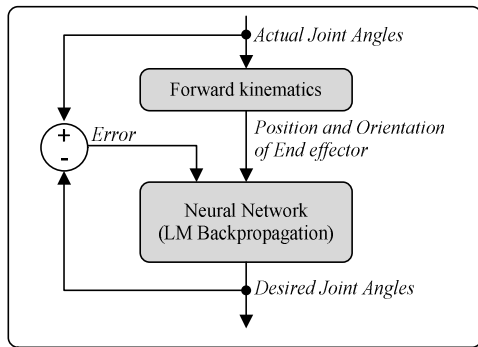 Actual Joint Angles
Forward kinematics
+
-
Error
Position and Orientation
of End effector
Neural Network
(LM Backpropagation)
Desired Joint Angles